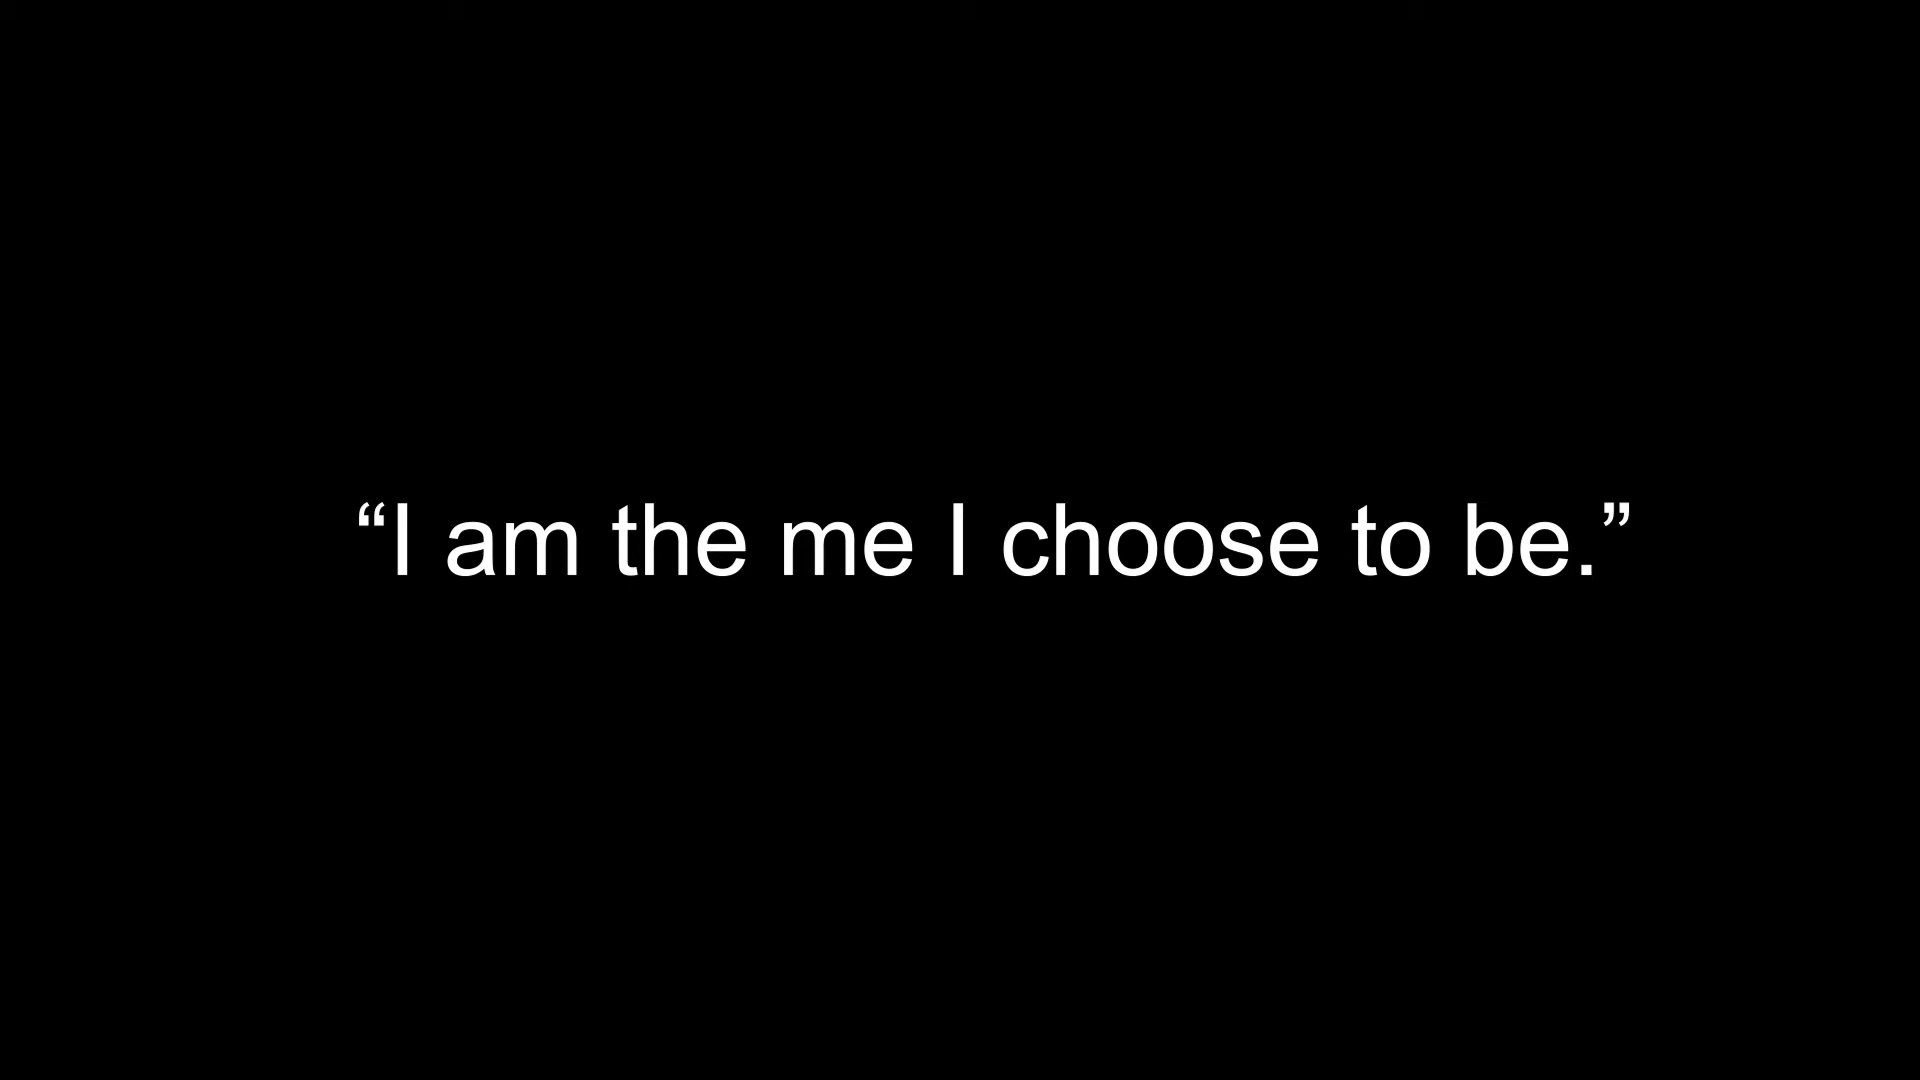 “I am the me I choose to be.”